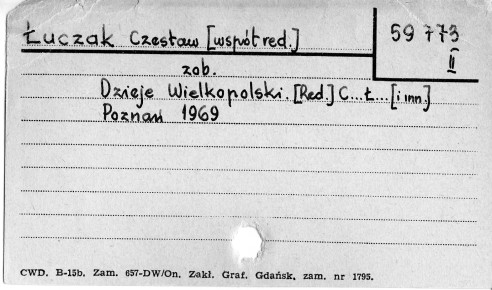 Łuczak Czesław [współred.]
59 773
II
zob.
Dzieje Wielkopolski. [Red.] C... Ł... [i inn.]
Poznań 1969
CWD. B-15b. Zam. 657-DW/On. Zakł. Graf. Gdańsk, zam. nr 1795.